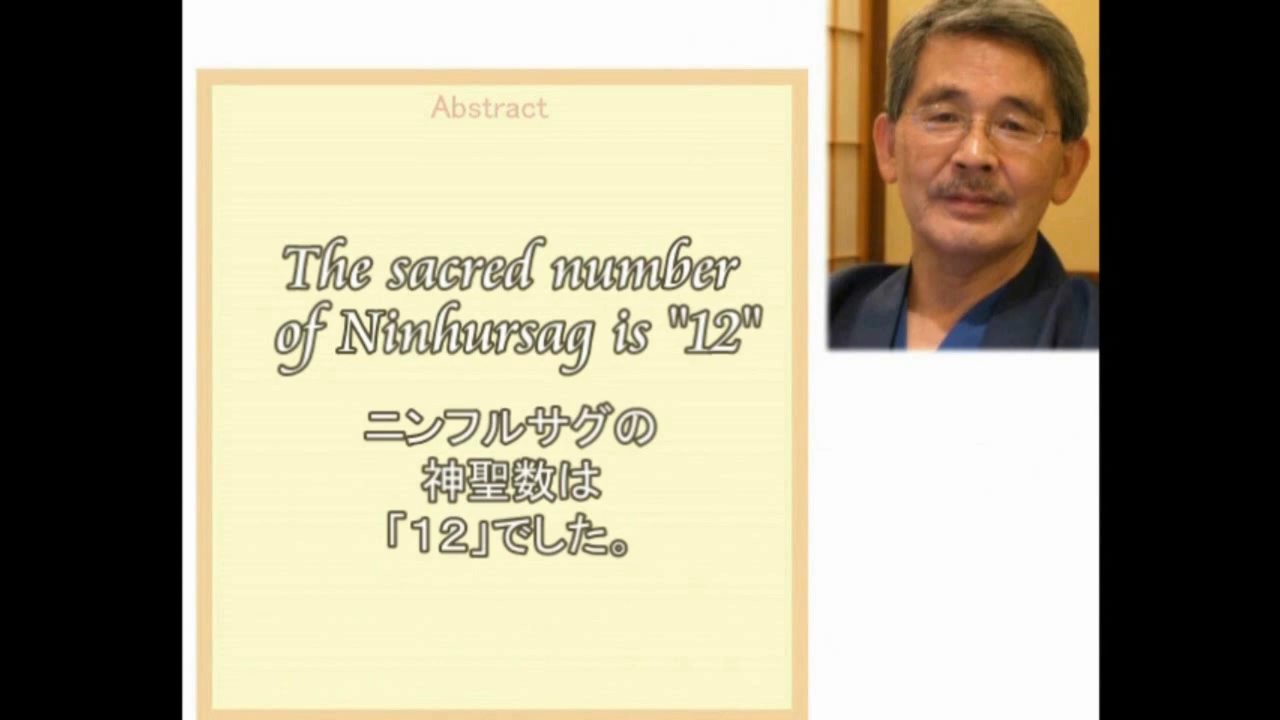 Abstract
The sacred number
of Ninhursag is "12"
ニンフルサグの
神聖数は
「１２」でした。